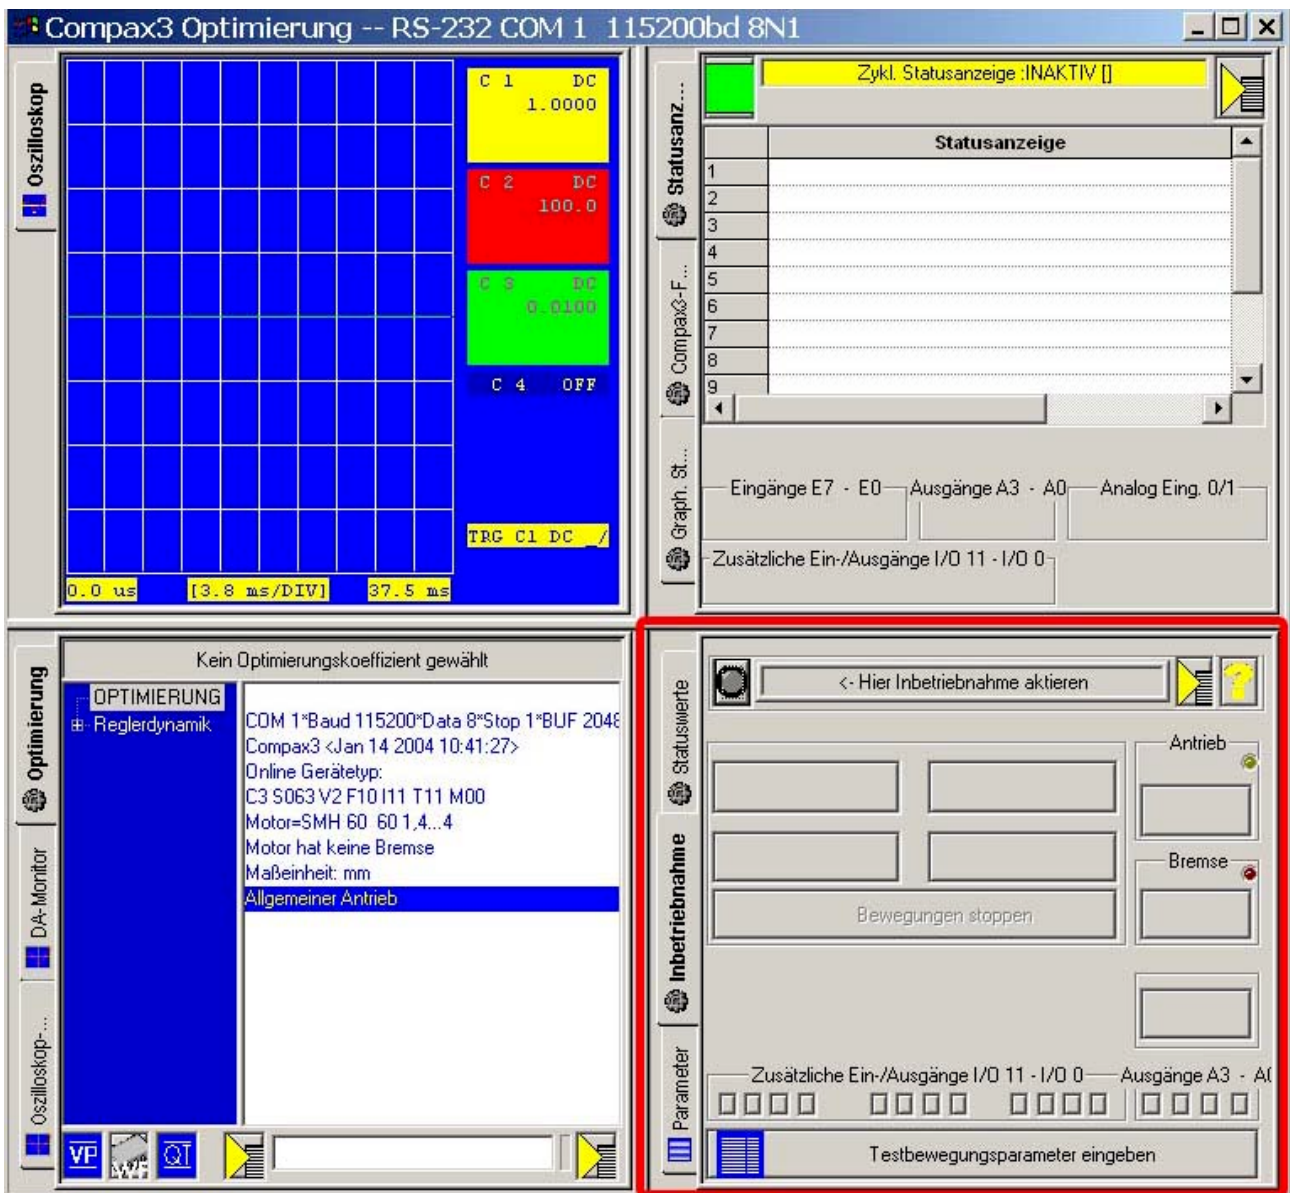 Compax3 Optimierung -- RS-232 COM 1 115200bd 8N1
Oszilloskop
C 1 DC
1.0000
C 2 DC
100.0
C 3 DC
0.0100
C 4 OFF
TRG C1 DC _/
0.0 us [3.8 ms/DIV] 37.5 ms
Statusanz...
Compax3-F...
Graph. St...
Zykl. Statusanzeige :INAKTIV []
Statusanzeige
1
2
3
4
5
6
7
8
9
Eingänge E7 - E0 Ausgänge A3 - A0 Analog Eing. 0/1
Zusätzliche Ein-/Ausgänge I/O 11 - I/O 0
Optimierung
DA-Monitor
Oszilloskop-...
Kein Optimierungskoeffizient gewählt
OPTIMIERUNG
Reglerdynamik
COM 1*Baud 115200*Data 8*Stop 1*BUF 2048
Compax3 <Jan 14 2004 10:41:27>
Online Gerätetyp:
C3 S063 V2 F10 I11 T11 M00
Motor=SMH 60 60 1,4...4
Motor hat keine Bremse
Maßeinheit: mm
Allgemeiner Antrieb
VP WF QT
Statuswerte
Inbetriebnahme
Parameter
<- Hier Inbetriebnahme aktieren
?
Antrieb
Bremse
Bewegungen stoppen
Zusätzliche Ein-/Ausgänge I/O 11 - I/O 0 Ausgänge A3 - A0
Testbewegungsparameter eingeben